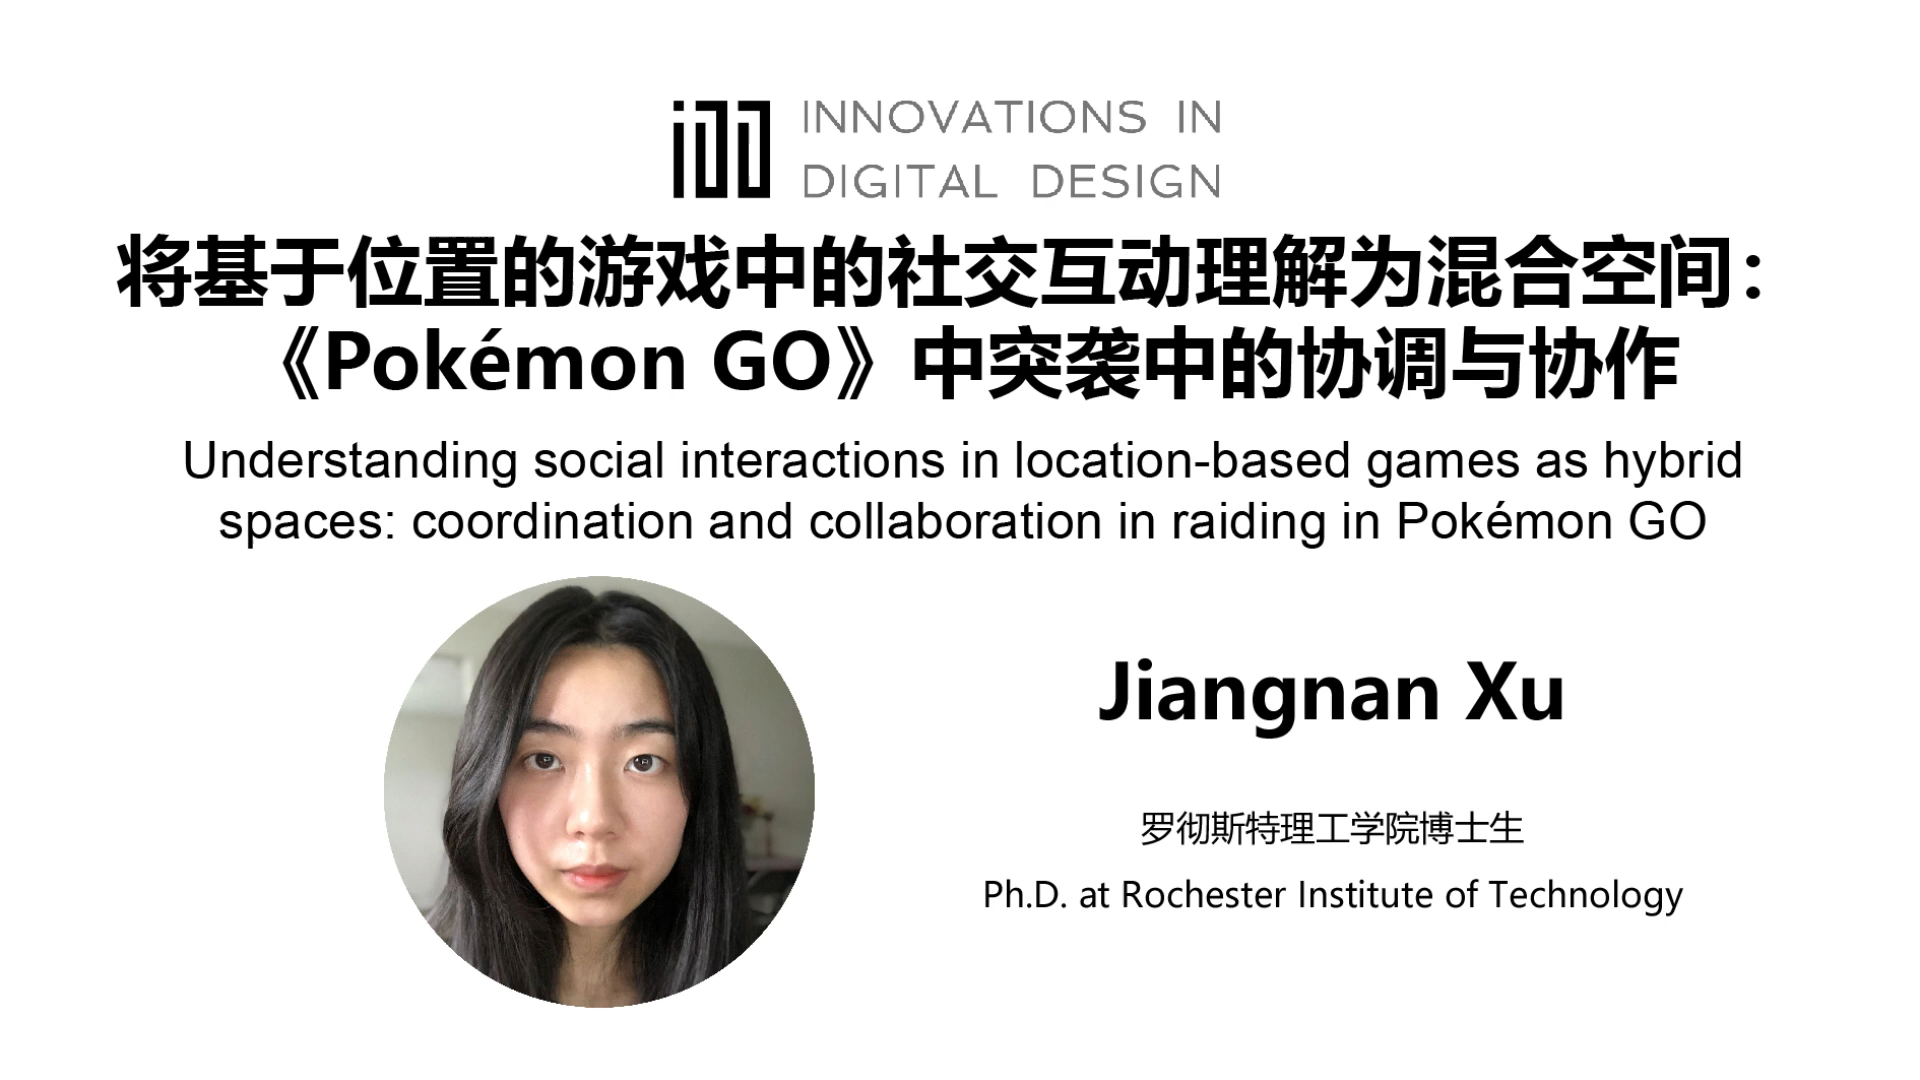 INNOVATIONS IN
DIGITAL DESIGN
将基于位置的游戏中的社交互动理解为混合空间：
《Pokémon GO》中突袭中的协调与协作
Understanding social interactions in location-based games as hybrid
spaces: coordination and collaboration in raiding in Pokémon GO
Jiangnan Xu
罗彻斯特理工学院博士生
Ph.D. at Rochester Institute of Technology